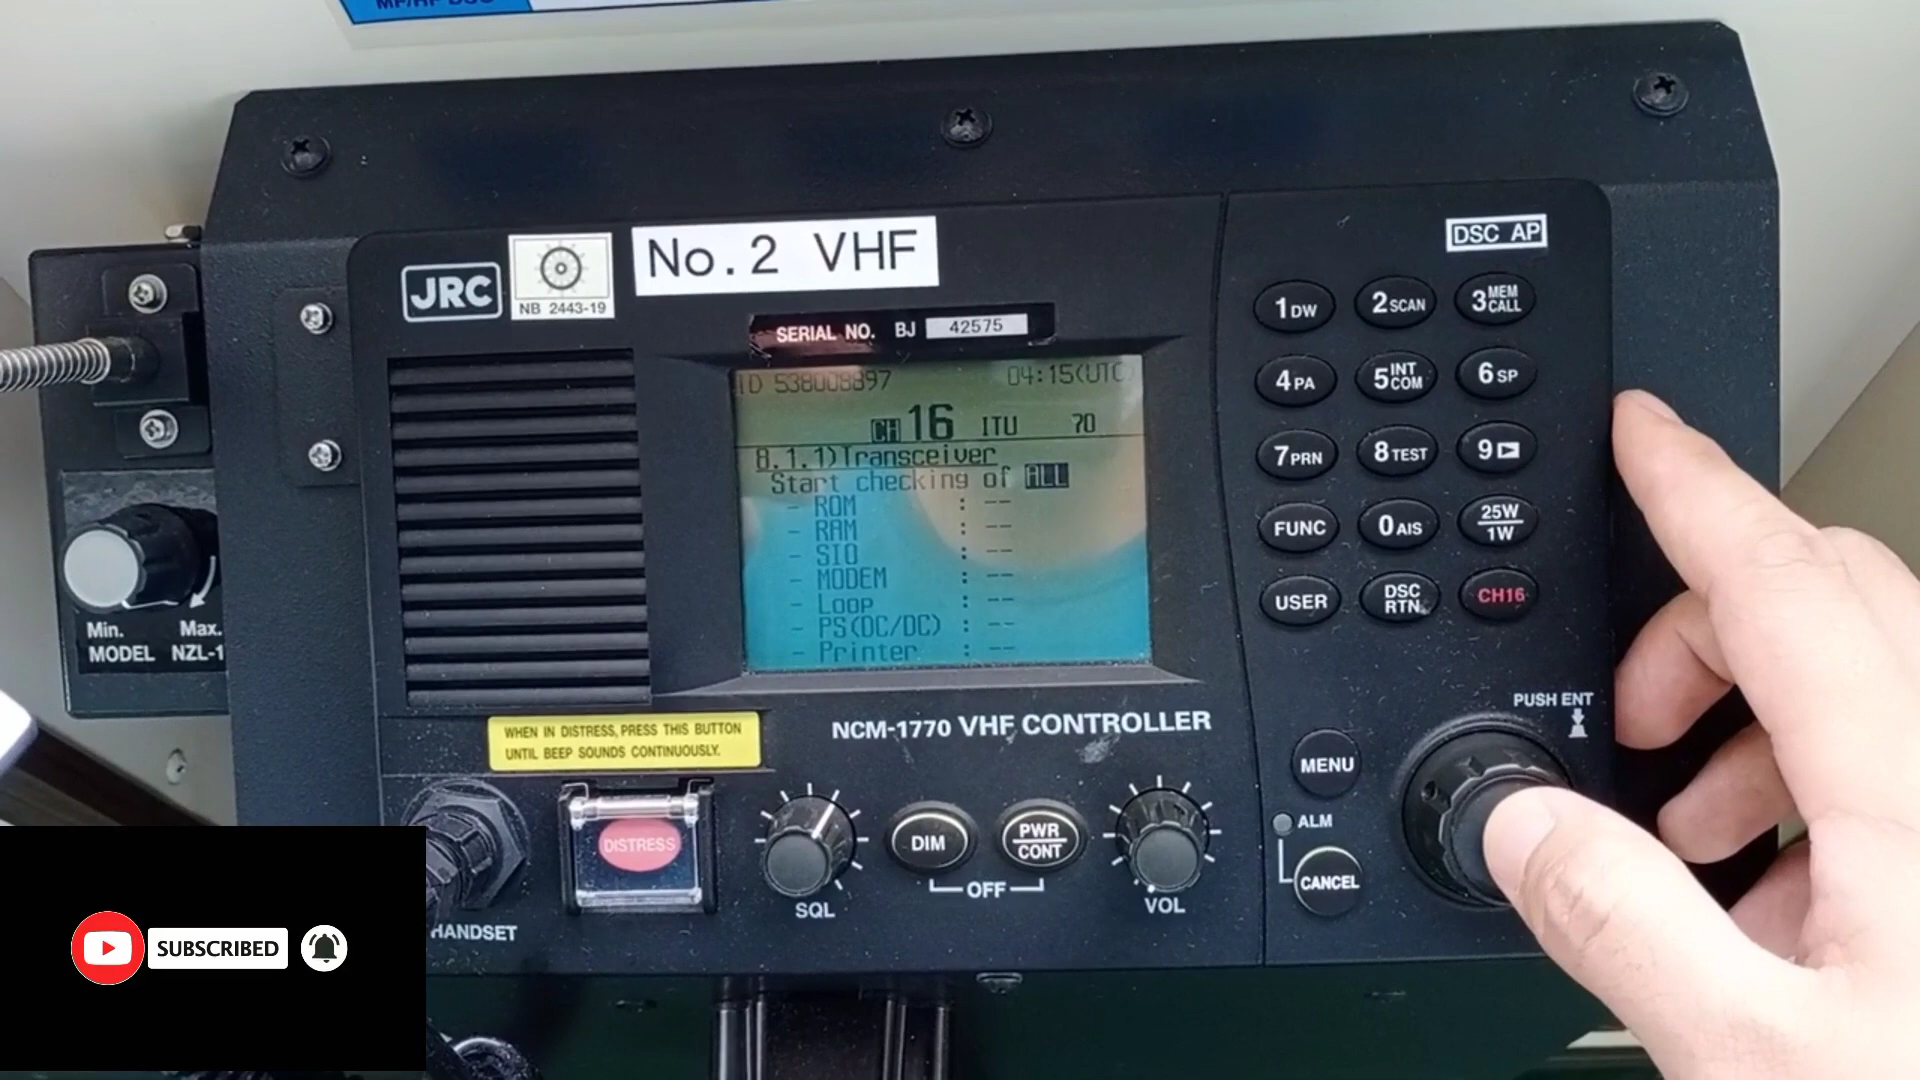 MF/HF DSC
DSC AP
JRC
NB 2443-19
No.2 VHF
SERIAL NO. BJ 42575
ID 538008897 04:15(UTC
CH 16 ITU 70
8.1.1)Transceiver
Start checking of ALL
- ROM : --
- RAM : --
- SIO : --
- MODEM : --
- Loop : --
- PS(DC/DC) : --
- Printer : --
1 DW
2 SCAN
3 MEM CALL
4 PA
5 INT COM
6 SP
7 PRN
8 TEST
9
FUNC
0 AIS
25W
1W
USER
DSC
RTN
CH16
Min. Max.
MODEL NZL-1
WHEN IN DISTRESS, PRESS THIS BUTTON
UNTIL BEEP SOUNDS CONTINUOUSLY.
NCM-1770 VHF CONTROLLER
PUSH ENT
MENU
ALM
CANCEL
DISTRESS
DIM
PWR
CONT
OFF
SQL
VOL
HANDSET
SUBSCRIBED